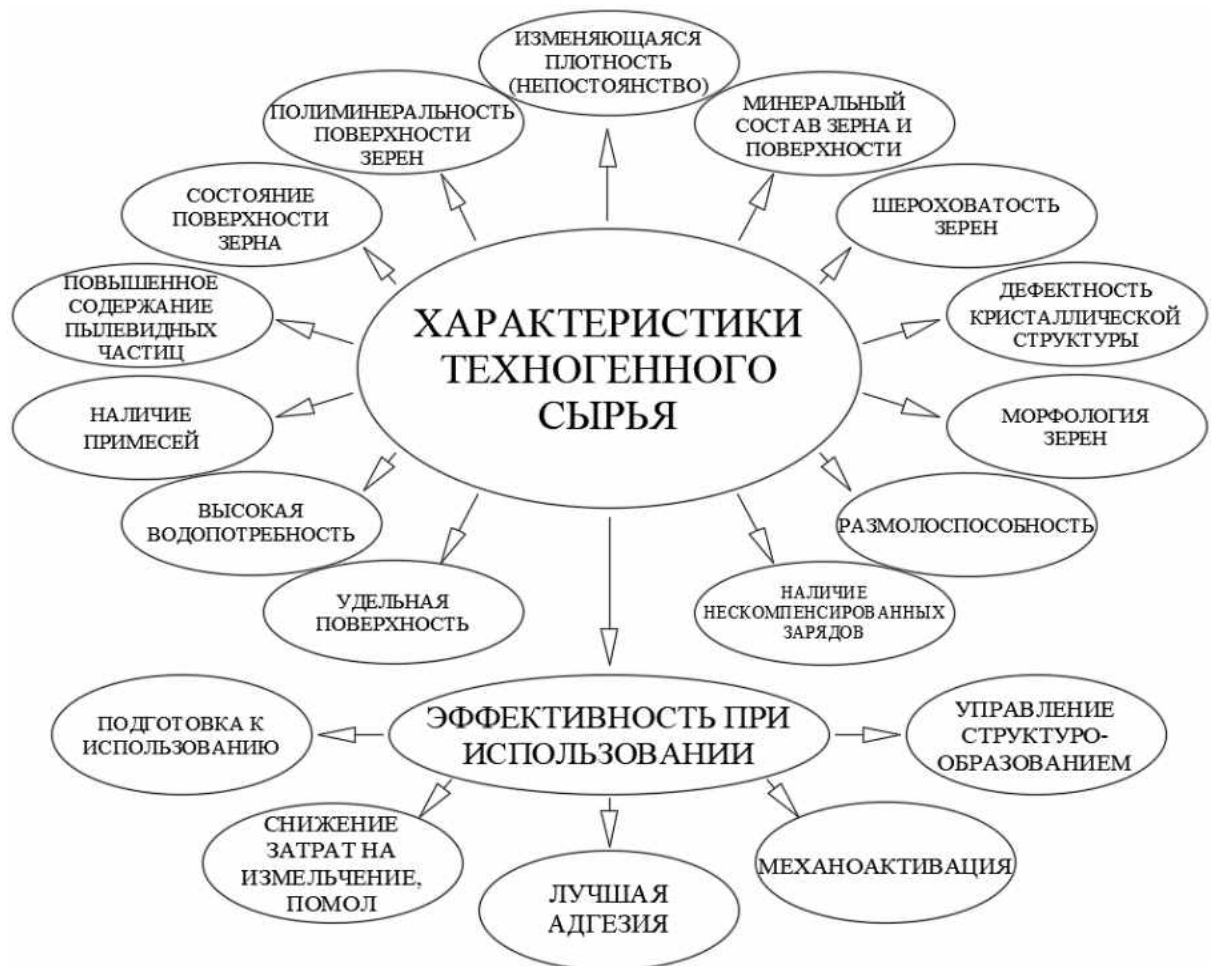 ИЗМЕНЯЮЩАЯСЯ
ПЛОТНОСТЬ
(НЕПОСТОЯНСТВО)
ПОЛИМИНЕРАЛЬНОСТЬ
ПОВЕРХНОСТИ
ЗЕРЕН
МИНЕРАЛЬНЫЙ
СОСТАВ ЗЕРНА И
ПОВЕРХНОСТИ
СОСТОЯНИЕ
ПОВЕРХНОСТИ
ЗЕРНА
ШЕРОХОВАТОСТЬ
ЗЕРЕН
ПОВЫШЕННОЕ
СОДЕРЖАНИЕ
ПЫЛЕВИДНЫХ
ЧАСТИЦ
ХАРАКТЕРИСТИКИ
ТЕХНОГЕННОГО
СЫРЬЯ
ДЕФЕКТНОСТЬ
КРИСТАЛЛИЧЕСКОЙ
СТРУКТУРЫ
НАЛИЧИЕ
ПРИМЕСЕЙ
МОРФОЛОГИЯ
ЗЕРЕН
ВЫСОКАЯ
ВОДОПОТРЕБНОСТЬ
РАЗМОЛОСПОСОБНОСТЬ
УДЕЛЬНАЯ
ПОВЕРХНОСТЬ
НАЛИЧИЕ
НЕСКОМПЕНСИРОВАННЫХ
ЗАРЯДОВ
ПОДГОТОВКА К
ИСПОЛЬЗОВАНИЮ
ЭФФЕКТИВНОСТЬ ПРИ
ИСПОЛЬЗОВАНИИ
УПРАВЛЕНИЕ
СТРУКТУРО-
ОБРАЗОВАНИЕМ
СНИЖЕНИЕ
ЗАТРАТ НА
ИЗМЕЛЬЧЕНИЕ,
ПОМОЛ
ЛУЧШАЯ
АДГЕЗИЯ
МЕХАНОАКТИВАЦИЯ